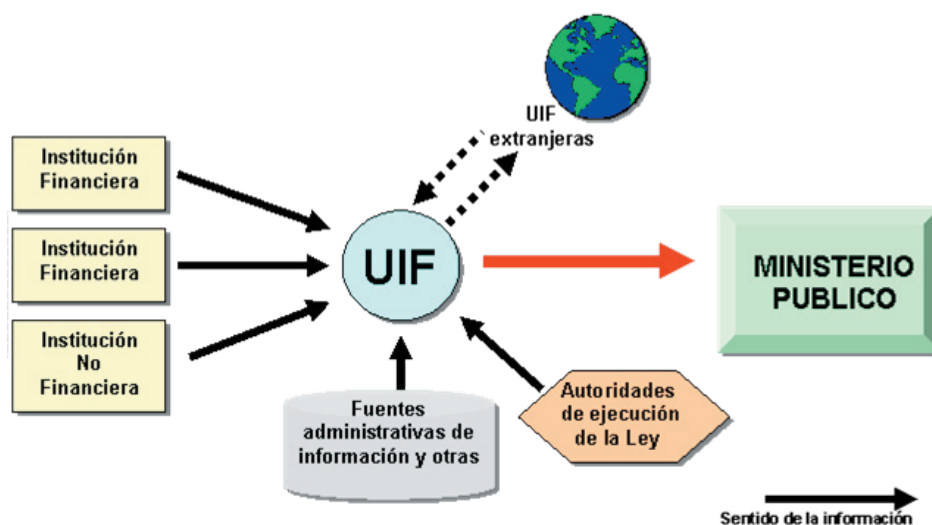 UIF
extranjeras
Institución
Financiera
Institución
Financiera
Institución
No
Financiera
UIF
MINISTERIO
PUBLICO
Fuentes
administrativas de
información y otras
Autoridades
de ejecución
de la Ley
Sentido de la información